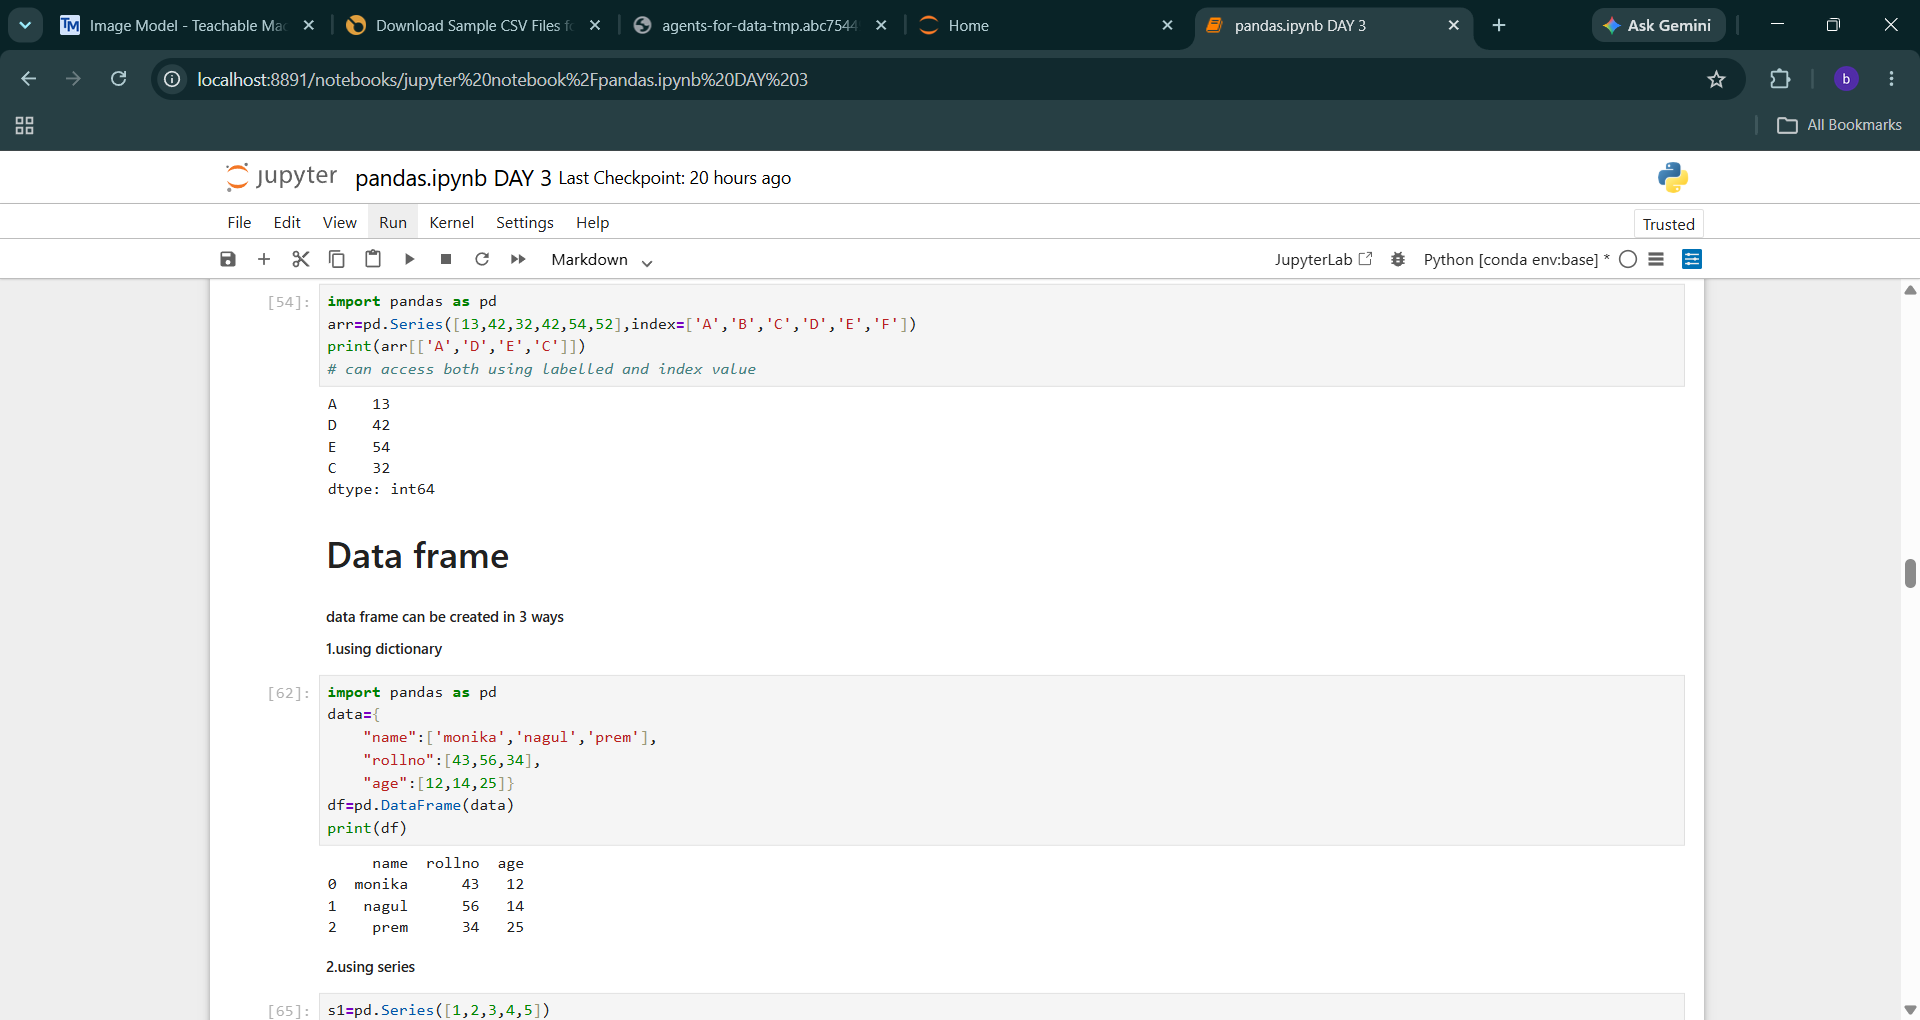 Image Model - Teachable Ma
Download Sample CSV Files f
agents-for-data-tmp.abc7544
Home
pandas.ipynb DAY 3
Ask Gemini
localhost:8891/notebooks/jupyter%20notebook%2Fpandas.ipynb%20DAY%203
b
All Bookmarks
jupyter pandas.ipynb DAY 3 Last Checkpoint: 20 hours ago
File Edit View Run Kernel Settings Help
Trusted
Markdown
JupyterLab
Python [conda env:base] *
[54]:
import pandas as pd
arr=pd.Series([13,42,32,42,54,52],index=['A','B','C','D','E','F'])
print(arr[['A','D','E','C']])
# can access both using labelled and index value
A    13
D    42
E    54
C    32
dtype: int64
Data frame
data frame can be created in 3 ways
1.using dictionary
[62]:
import pandas as pd
data={
    "name":['monika','nagul','prem'],
    "rollno":[43,56,34],
    "age":[12,14,25]}
df=pd.DataFrame(data)
print(df)
     name  rollno  age
0  monika      43   12
1   nagul      56   14
2    prem      34   25
2.using series
[65]:
s1=pd.Series([1,2,3,4,5])